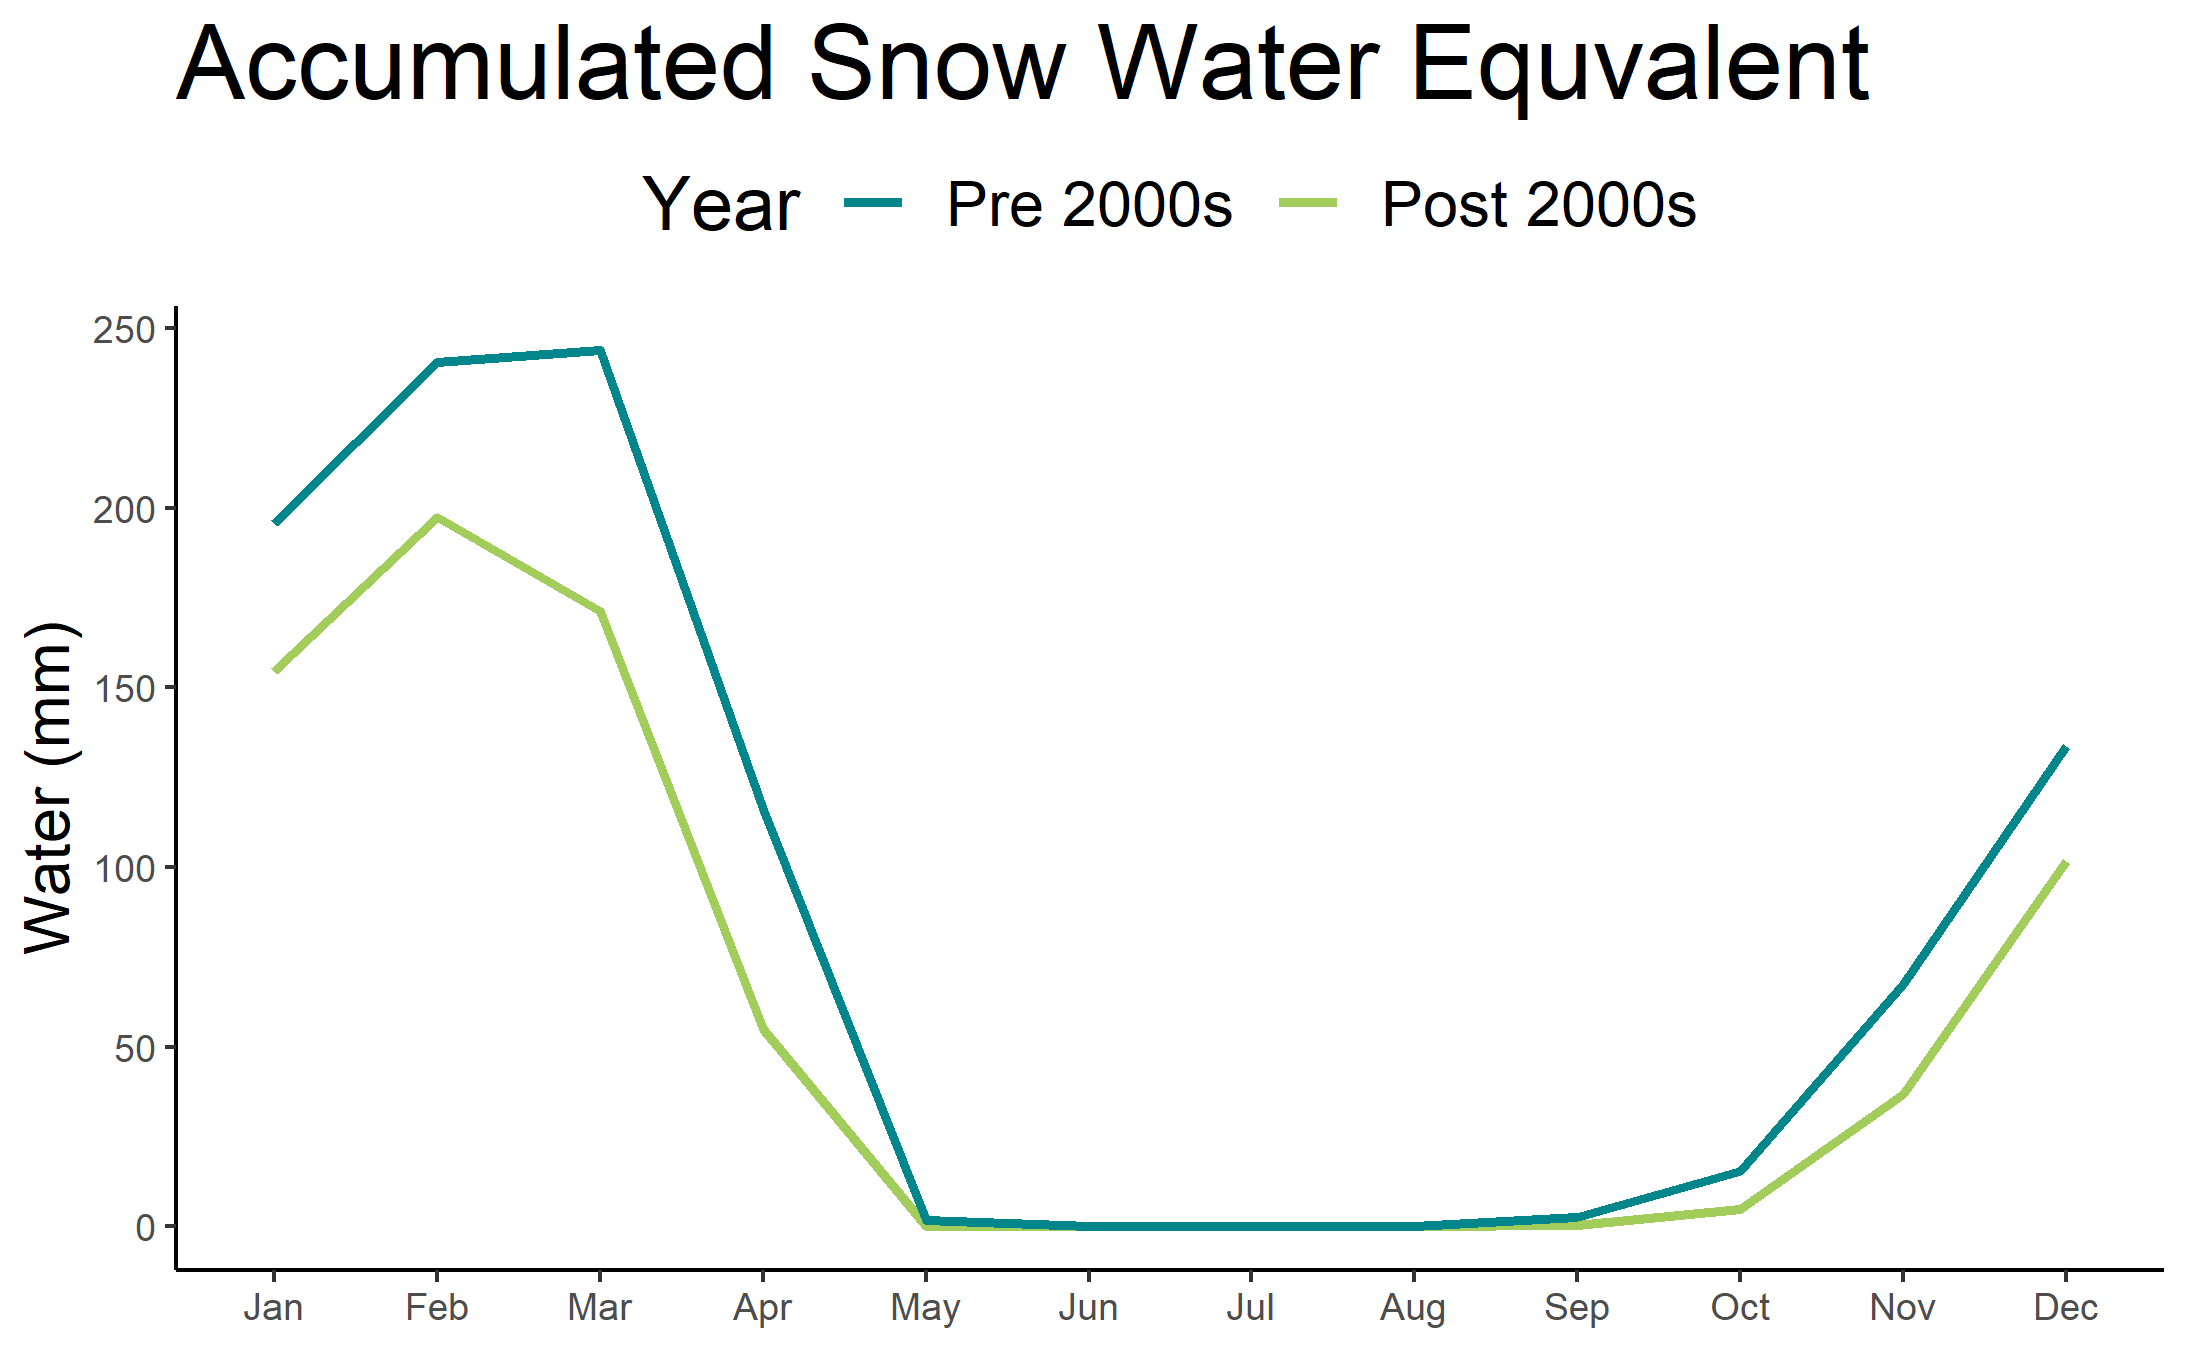 Accumulated Snow Water Equvalent
Year Pre 2000s Post 2000s
Water (mm)
250
200
150
100
50
0
Jan Feb Mar Apr May Jun Jul Aug Sep Oct Nov Dec